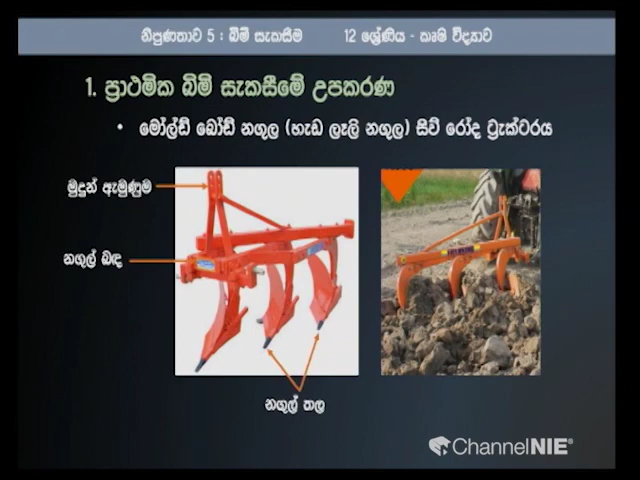 නිපුණතාව 5 : බිම් සැකසීම 12 ශ්‍රේණිය - කෘෂි විද්‍යාව
1. ප්‍රාථමික බිම් සැකසීමේ උපකරණ
• මෝල්ඩ් බෝඩ් නගුල (හැඩ ලෑලි නගුල) සිව් රෝද ට්‍රැක්ටරය
මුදුන් ඇමුණුම
නගුල් බඳ
නගුල් තල
ChannelNIE®